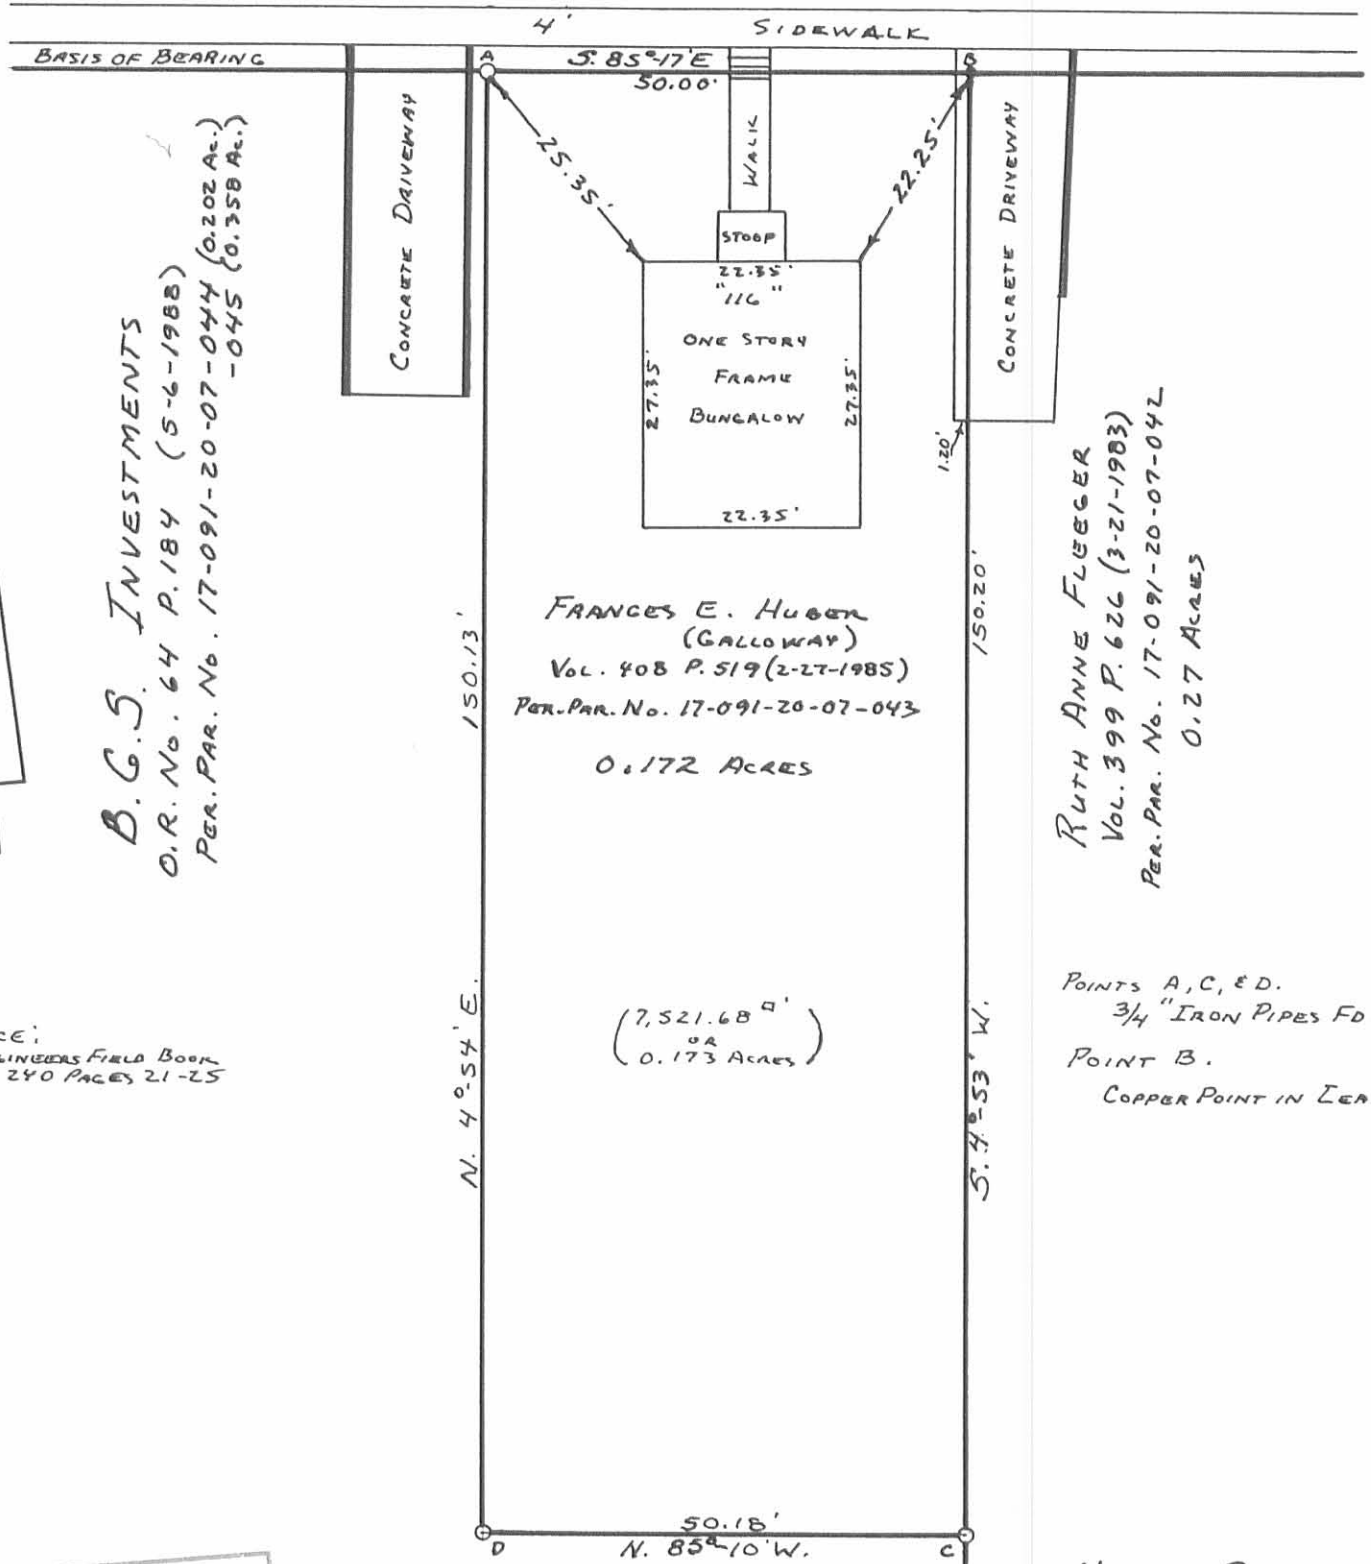 4' SIDEWALK
BASIS OF BEARING
A
S. 85°-17' E
B
50.00'
CONCRETE DRIVEWAY
25.35'
WALK
22.25'
CONCRETE DRIVEWAY
STOOP
22.35'
"116"
ONE STORY
FRAME
BUNGALOW
27.35'
27.35'
22.35'
1.20'
B.G.S. INVESTMENTS
O.R. No. 64 P. 184 (5-6-1988)
PER. PAR. No. 17-091-20-07-044 (0.202 Ac.)
-045 (0.358 Ac.)
FRANCES E. HUBER
(GALLOWAY)
VOL. 408 P. 519 (2-27-1985)
PER. PAR. No. 17-091-20-07-043
0.172 ACRES
150.13'
150.20'
RUTH ANNE FLEEGER
VOL. 399 P. 626 (3-21-1983)
PER. PAR. No. 17-091-20-07-042
0.27 ACRES
N. 4°-54' E.
(7,521.68 □'
OR
0.173 ACRES)
S. 4°-53' W.
POINTS A, C, & D.
3/4" IRON PIPES FD
POINT B.
COPPER POINT IN LEA
CE:
GINEERS FIELD BOOK
240 PAGES 21-25
50.18'
D
N. 85°-10' W.
C